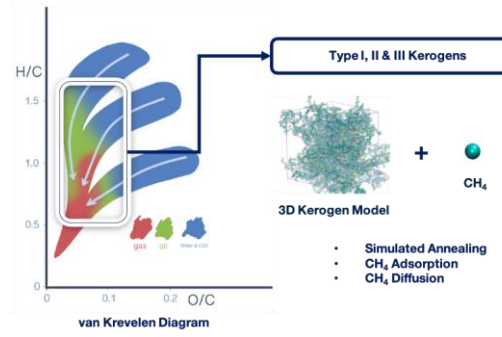 H/C
1.5
1.0
0.5
0
0
0.1
0.2
O/C
gas
oil
Water & CO2
van Krevelen Diagram
Type I, II & III Kerogens
3D Kerogen Model
+
CH₄
• Simulated Annealing
• CH₄ Adsorption
• CH₄ Diffusion